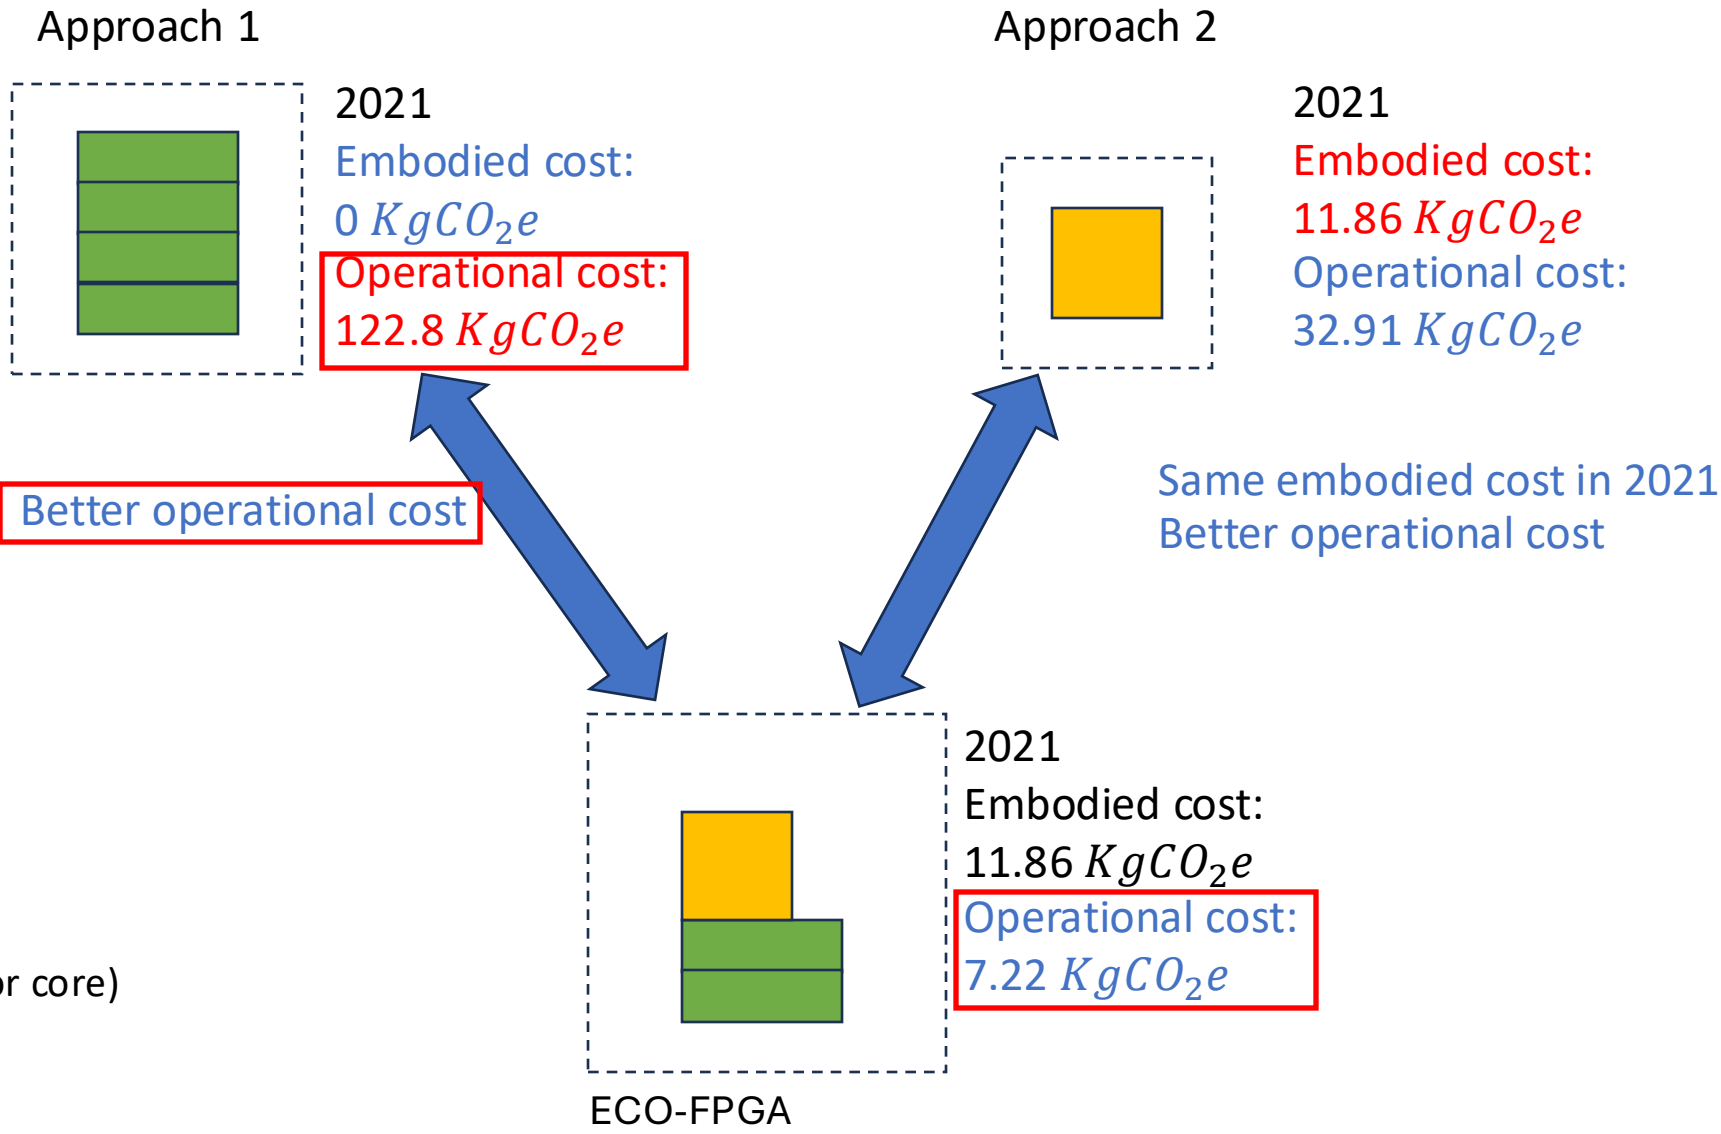 Approach 1
2021
Embodied cost:
0 KgCO₂e
Operational cost:
122.8 KgCO₂e
Approach 2
2021
Embodied cost:
11.86 KgCO₂e
Operational cost:
32.91 KgCO₂e
Better operational cost
Same embodied cost in 2021
Better operational cost
2021
Embodied cost:
11.86 KgCO₂e
Operational cost:
7.22 KgCO₂e
or core)
ECO-FPGA